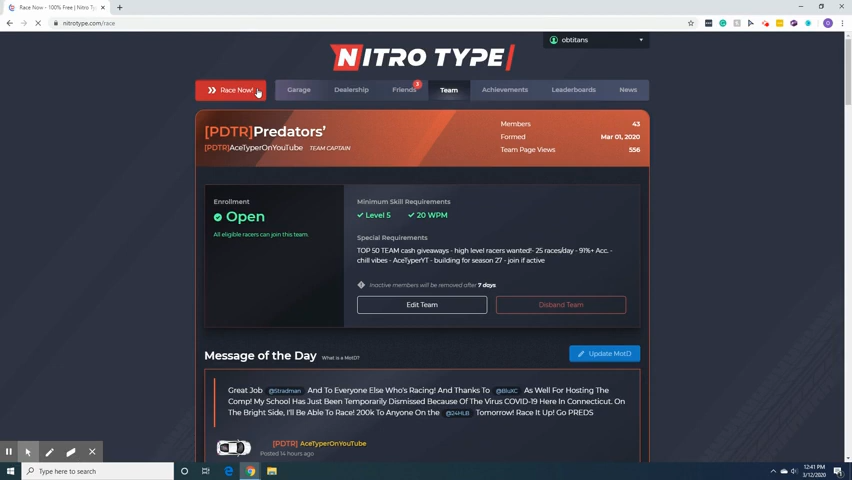 Race Now - 100% Free | Nitro Typ
nitrotype.com/race
NITRO TYPE
obtitans
Race Now!
Garage
Dealership
Friends
3
Team
Achievements
Leaderboards
News
[PDTR]Predators'
[PDTR]AceTyperOnYouTube TEAM CAPTAIN
Members 43
Formed Mar 01, 2020
Team Page Views 556
Enrollment
Open
All eligible racers can join this team.
Minimum Skill Requirements
Level 5
20 WPM
Special Requirements
TOP 50 TEAM cash giveaways - high level racers wanted!- 25 races/day - 91%+ Acc. -
chill vibes - AceTyperYT - building for season 27 - join if active
Inactive members will be removed after 7 days
Edit Team
Disband Team
Message of the Day What is a MotD?
Update MotD
Great Job @Stradman And To Everyone Else Who's Racing! And Thanks To @BluXC As Well For Hosting The
Comp! My School Has Just Been Temporarily Dismissed Because Of The Virus COVID-19 Here In Connecticut. On
The Bright Side, I'll Be Able To Race! 200k To Anyone On the @24HLB Tomorrow! Race It Up! Go PREDS
[PDTR] AceTyperOnYouTube
Posted 14 hours ago
Type here to search
12:41 PM
3/12/2020